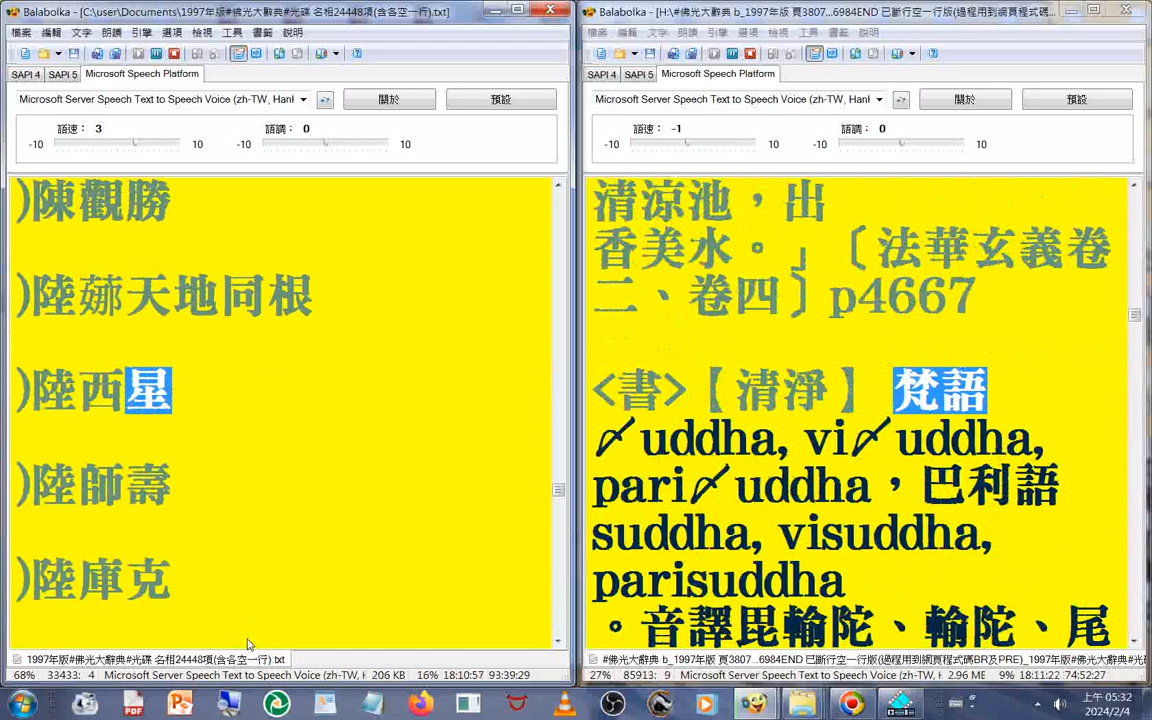 Balabolka - [C:\user\Documents\1997年版#佛光大辭典#光碟 名相24448項(含各空一行).txt]
檔案 編輯 文字 朗讀 引擎 選項 檢視 工具 書籤 說明
SAPI 4 SAPI 5 Microsoft Speech Platform
Microsoft Server Speech Text to Speech Voice (zh-TW, Hanl 關於 預設
語速： 3 語調： 0
-10 10 -10 10
)陳觀勝
)陸𦰡天地同根
)陸西星
)陸師壽
)陸庫克
1997年版#佛光大辭典#光碟 名相24448項(含各空一行).txt
68% 33433: 4 Microsoft Server Speech Text to Speech Voice (zh-TW, H 206 KB 16% 18:10:57 93:39:29
Balabolka - [H:\#佛光大辭典 b_1997年版 頁3807...6984END 已斷行空一行版(過程用到網頁程式碼...
檔案 編輯 文字 朗讀 引擎 選項 檢視 工具 書籤 說明
SAPI 4 SAPI 5 Microsoft Speech Platform
Microsoft Server Speech Text to Speech Voice (zh-TW, Hanl 關於 預設
語速： -1 語調： 0
-10 10 -10 10
清涼池，出
香美水。」〔法華玄義卷
二、卷四〕p4667
<書>【清淨】 梵語
〆uddha, vi〆uddha,
pari〆uddha，巴利語
suddha, visuddha,
parisuddha
。音譯毘輸陀、輸陀、尾
#佛光大辭典 b_1997年版 頁3807...6984END 已斷行空一行版(過程用到網頁程式碼BR及PRE)_1997年版#佛光大辭典#光
27% 85913: 9 Microsoft Server Speech Text to Speech Voice (zh-TW, H 2.96 ME 9% 18:11:22 74:52:27
上午 05:32
2024/2/4